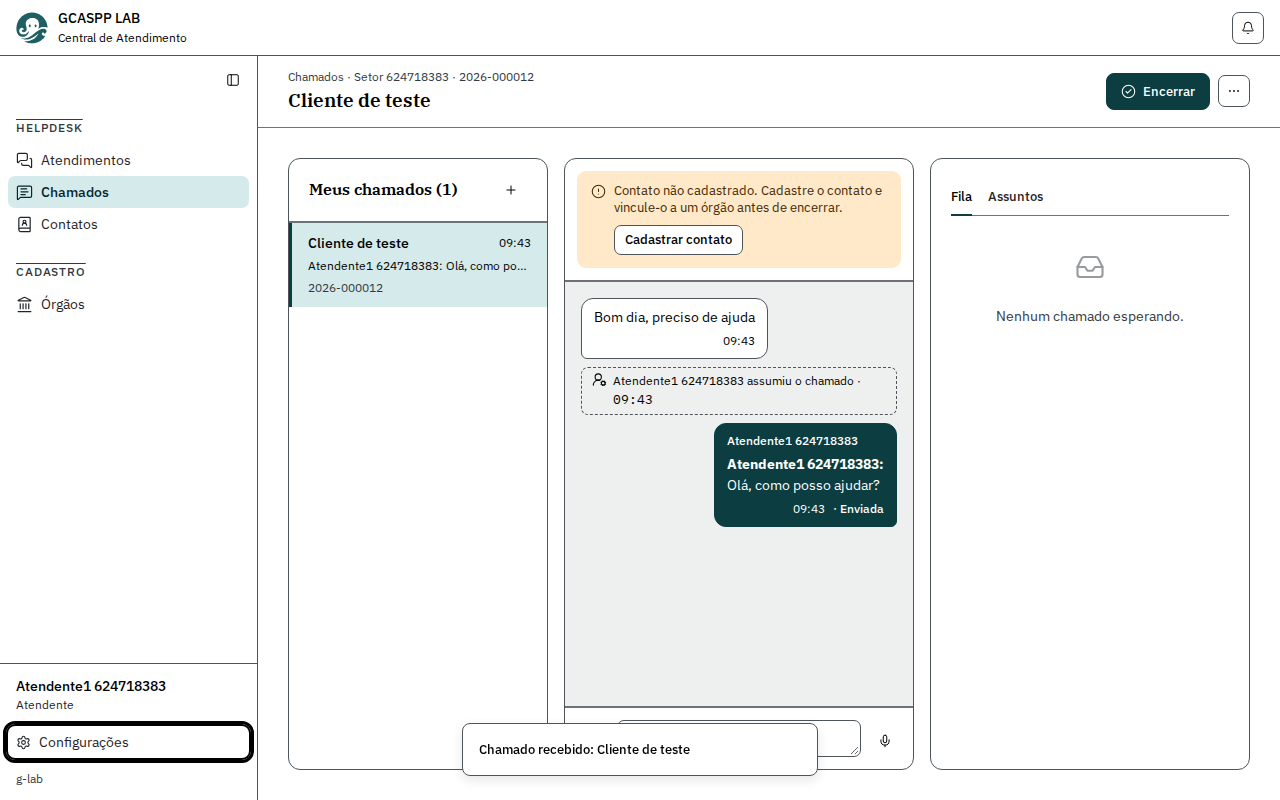 GCASPP LAB
Central de Atendimento
HELPDESK
Atendimentos
Chamados
Contatos
CADASTRO
Órgãos
Atendente1 624718383
Atendente
Configurações
g-lab
Chamados · Setor 624718383 · 2026-000012
Cliente de teste
Encerrar
Meus chamados (1)
Cliente de teste 09:43
Atendente1 624718383: Olá, como po...
2026-000012
Contato não cadastrado. Cadastre o contato e
vincule-o a um órgão antes de encerrar.
Cadastrar contato
Bom dia, preciso de ajuda
09:43
Atendente1 624718383 assumiu o chamado ·
09:43
Atendente1 624718383
Atendente1 624718383:
Olá, como posso ajudar?
09:43 · Enviada
Chamado recebido: Cliente de teste
Fila Assuntos
Nenhum chamado esperando.